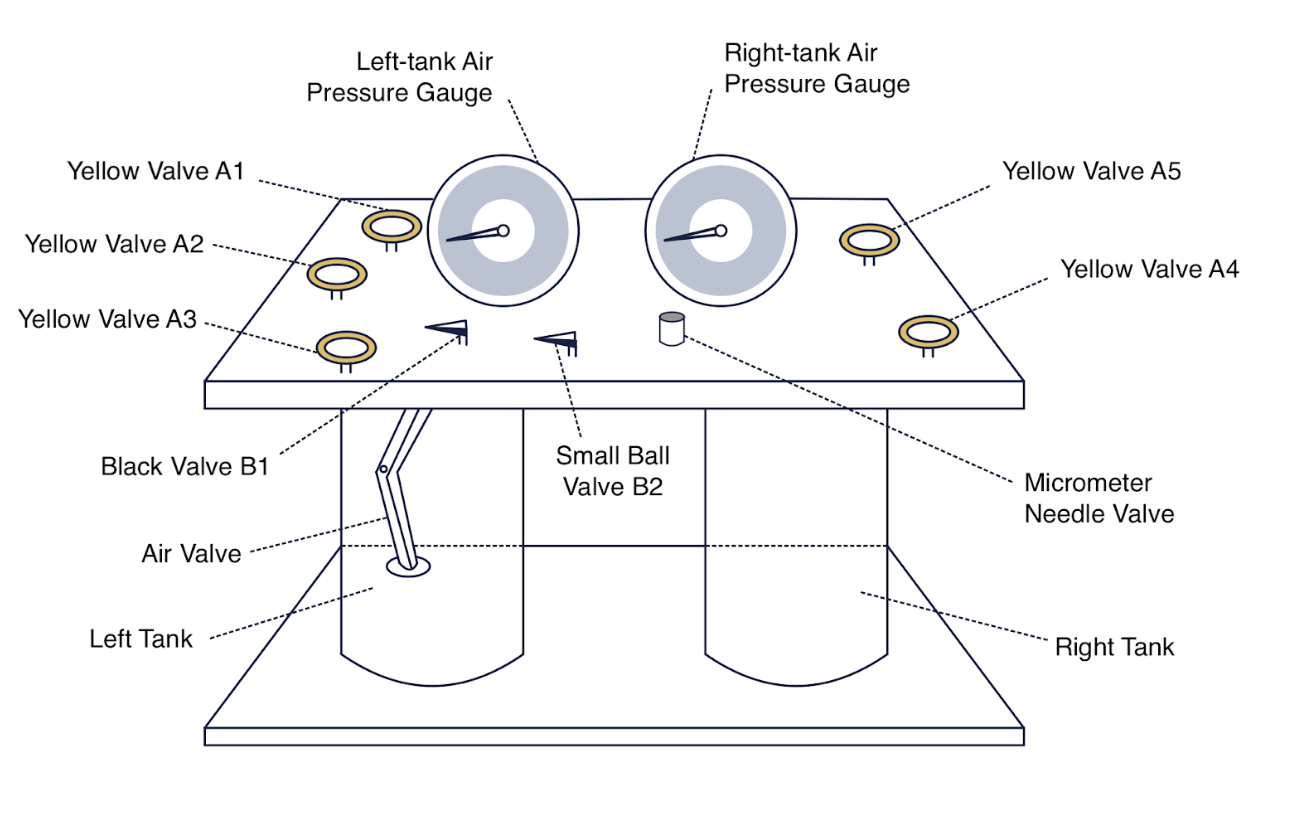 Left-tank Air
Pressure Gauge
Right-tank Air
Pressure Gauge
Yellow Valve A1
Yellow Valve A5
Yellow Valve A2
Yellow Valve A4
Yellow Valve A3
Black Valve B1
Small Ball
Valve B2
Micrometer
Needle Valve
Air Valve
Left Tank
Right Tank